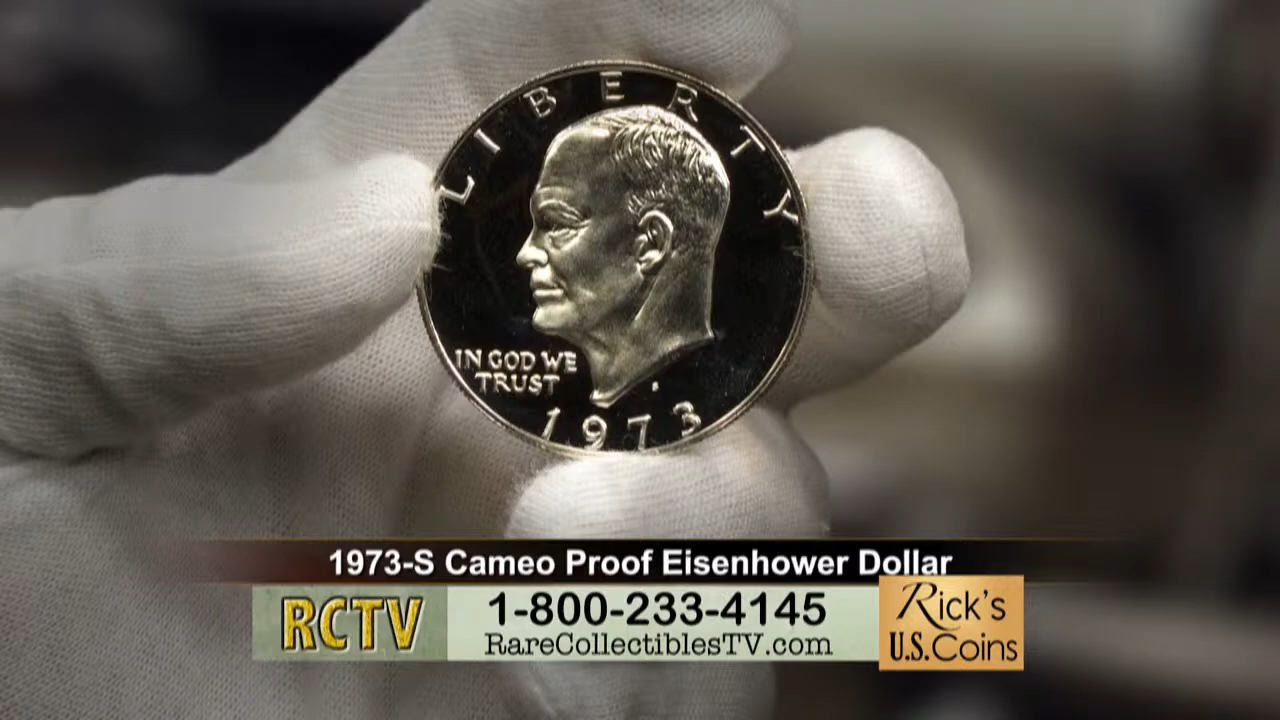 LIBERTY
IN GOD WE
TRUST
1973
1973-S Cameo Proof Eisenhower Dollar
RCTV
1-800-233-4145
RareCollectiblesTV.com
Rick's
U.S. Coins